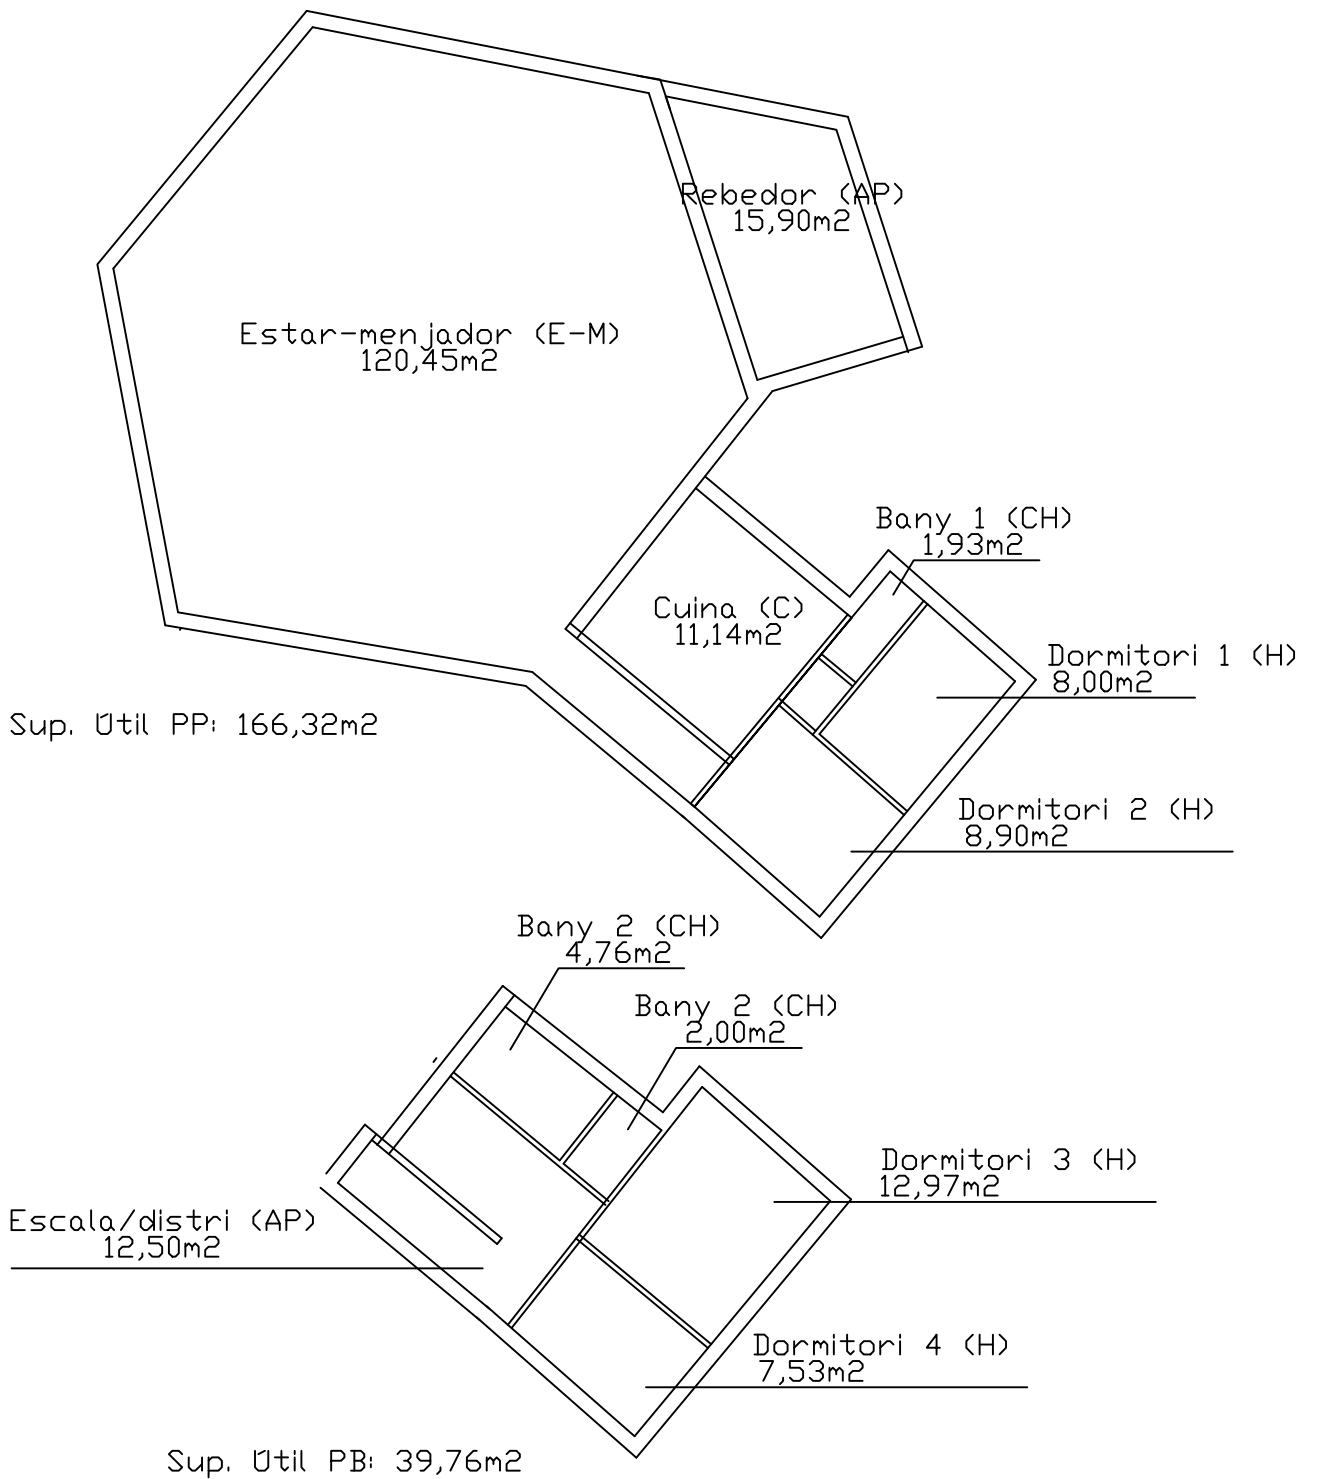 Rebedor (AP)
15,90m2
Estar-menjador (E-M)
120,45m2
Bany 1 (CH)
1,93m2
Cuina (C)
11,14m2
Dormitori 1 (H)
8,00m2
Sup. Útil PP: 166,32m2
Dormitori 2 (H)
8,90m2
Bany 2 (CH)
4,76m2
Bany 2 (CH)
2,00m2
Dormitori 3 (H)
12,97m2
Escala/distri (AP)
12,50m2
Dormitori 4 (H)
7,53m2
Sup. Útil PB: 39,76m2